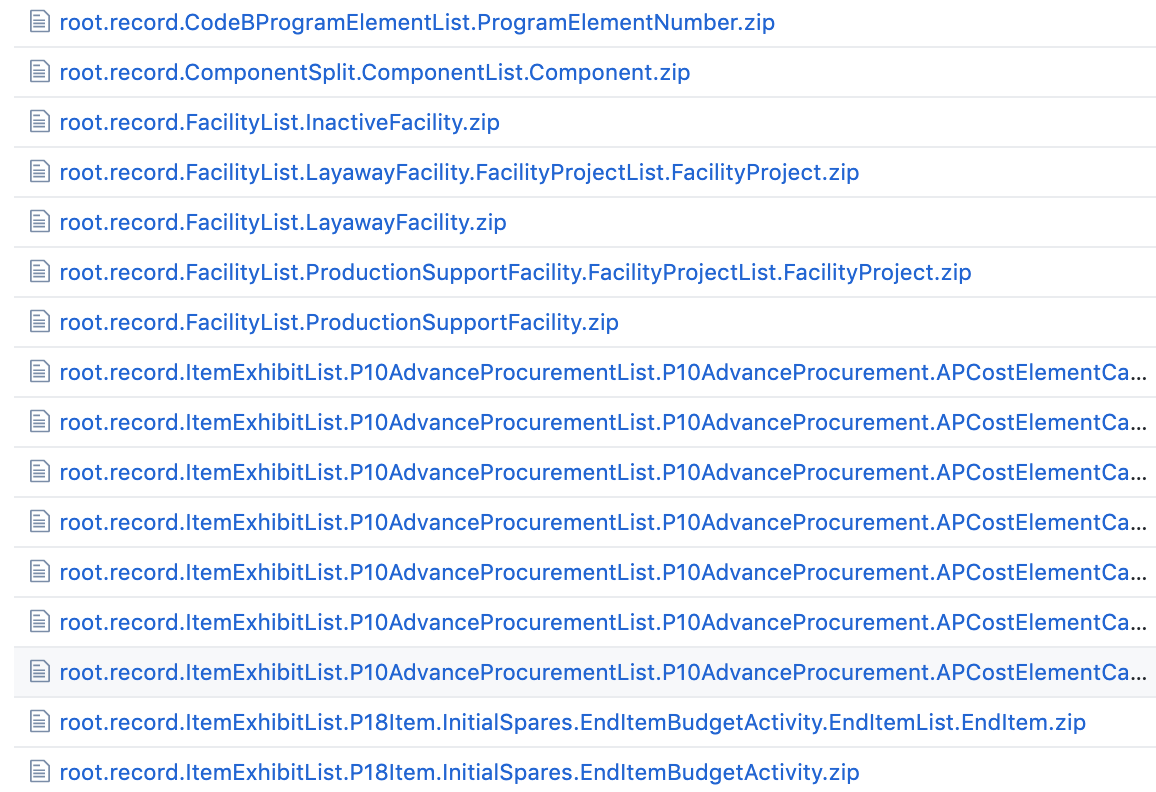 root.record.CodeBProgramElementList.ProgramElementNumber.zip
root.record.ComponentSplit.ComponentList.Component.zip
root.record.FacilityList.InactiveFacility.zip
root.record.FacilityList.LayawayFacility.FacilityProjectList.FacilityProject.zip
root.record.FacilityList.LayawayFacility.zip
root.record.FacilityList.ProductionSupportFacility.FacilityProjectList.FacilityProject.zip
root.record.FacilityList.ProductionSupportFacility.zip
root.record.ItemExhibitList.P10AdvanceProcurementList.P10AdvanceProcurement.APCostElementCa...
root.record.ItemExhibitList.P10AdvanceProcurementList.P10AdvanceProcurement.APCostElementCa...
root.record.ItemExhibitList.P10AdvanceProcurementList.P10AdvanceProcurement.APCostElementCa...
root.record.ItemExhibitList.P10AdvanceProcurementList.P10AdvanceProcurement.APCostElementCa...
root.record.ItemExhibitList.P10AdvanceProcurementList.P10AdvanceProcurement.APCostElementCa...
root.record.ItemExhibitList.P10AdvanceProcurementList.P10AdvanceProcurement.APCostElementCa...
root.record.ItemExhibitList.P10AdvanceProcurementList.P10AdvanceProcurement.APCostElementCa...
root.record.ItemExhibitList.P18Item.InitialSpares.EndItemBudgetActivity.EndItemList.EndItem.zip
root.record.ItemExhibitList.P18Item.InitialSpares.EndItemBudgetActivity.zip